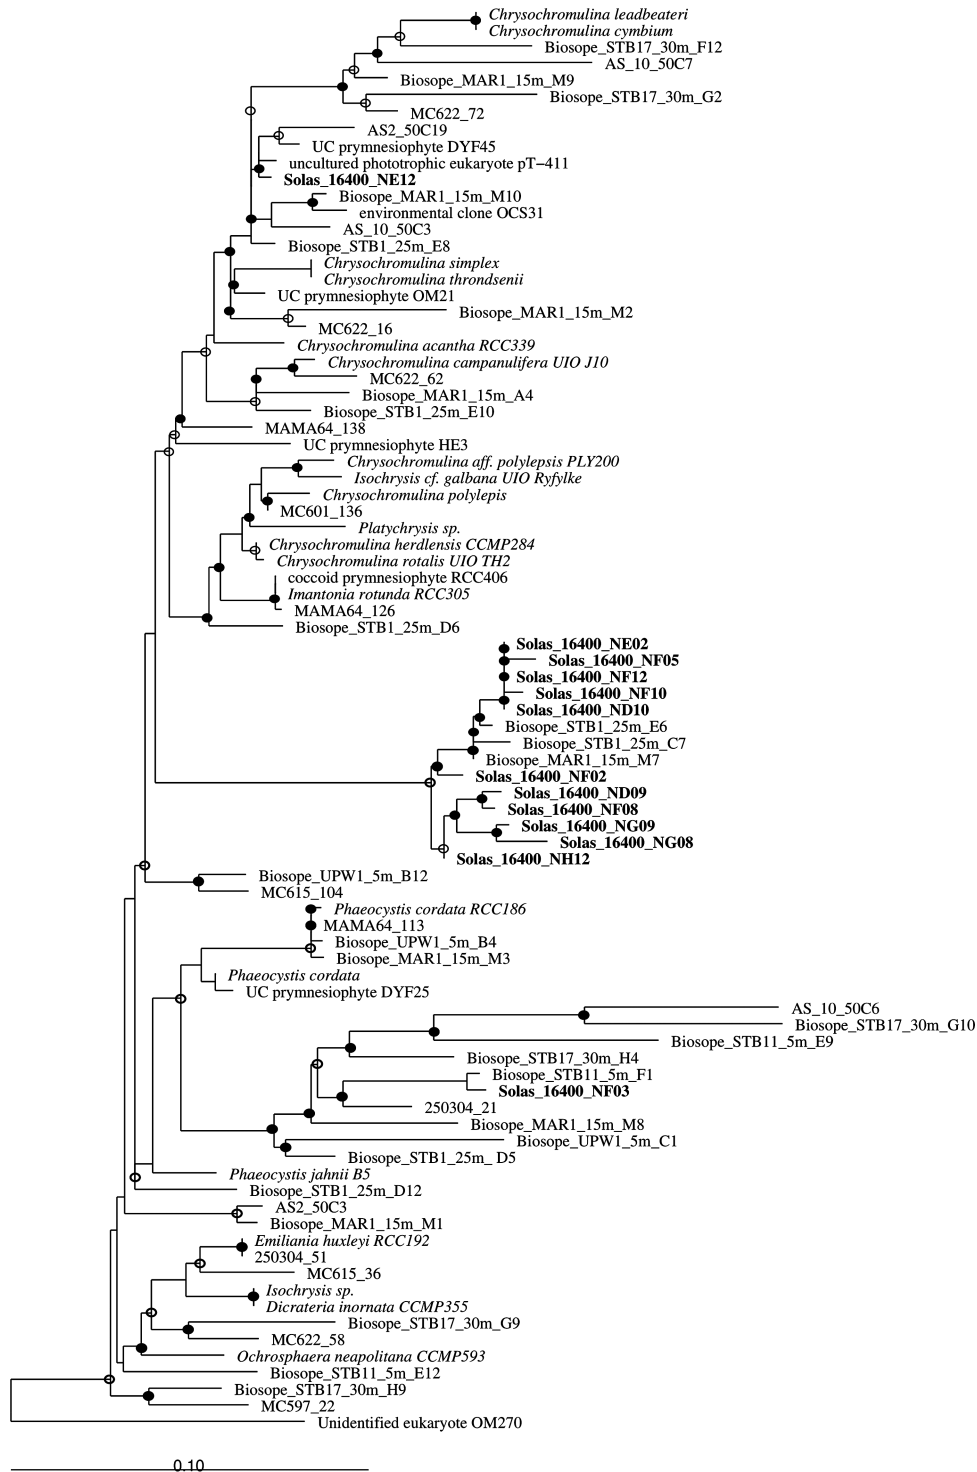 Chrysochromulina leadbeateri
Chrysochromulina cymbium
Biosope_STB17_30m_F12
AS_10_50C7
Biosope_MAR1_15m_M9
Biosope_STB17_30m_G2
MC622_72
AS2_50C19
UC prymnesiophyte DYF45
uncultured phototrophic eukaryote pT−411
Solas_16400_NE12
Biosope_MAR1_15m_M10
environmental clone OCS31
AS_10_50C3
Biosope_STB1_25m_E8
Chrysochromulina simplex
Chrysochromulina throndsenii
UC prymnesiophyte OM21
Biosope_MAR1_15m_M2
MC622_16
Chrysochromulina acantha RCC339
Chrysochromulina campanulifera UIO J10
MC622_62
Biosope_MAR1_15m_A4
Biosope_STB1_25m_E10
MAMA64_138
UC prymnesiophyte HE3
Chrysochromulina aff. polylepsis PLY200
Isochrysis cf. galbana UIO Ryfylke
Chrysochromulina polylepis
MC601_136
Platychrysis sp.
Chrysochromulina herdlensis CCMP284
Chrysochromulina rotalis UIO TH2
coccoid prymnesiophyte RCC406
Imantonia rotunda RCC305
MAMA64_126
Biosope_STB1_25m_D6
Solas_16400_NE02
Solas_16400_NF05
Solas_16400_NF12
Solas_16400_NF10
Solas_16400_ND10
Biosope_STB1_25m_E6
Biosope_STB1_25m_C7
Biosope_MAR1_15m_M7
Solas_16400_NF02
Solas_16400_ND09
Solas_16400_NF08
Solas_16400_NG09
Solas_16400_NG08
Solas_16400_NH12
Biosope_UPW1_5m_B12
MC615_104
Phaeocystis cordata RCC186
MAMA64_113
Biosope_UPW1_5m_B4
Biosope_MAR1_15m_M3
Phaeocystis cordata
UC prymnesiophyte DYF25
AS_10_50C6
Biosope_STB17_30m_G10
Biosope_STB11_5m_E9
Biosope_STB17_30m_H4
Biosope_STB11_5m_F1
Solas_16400_NF03
250304_21
Biosope_MAR1_15m_M8
Biosope_UPW1_5m_C1
Biosope_STB1_25m_ D5
Phaeocystis jahnii B5
Biosope_STB1_25m_D12
AS2_50C3
Biosope_MAR1_15m_M1
Emiliania huxleyi RCC192
250304_51
MC615_36
Isochrysis sp.
Dicrateria inornata CCMP355
Biosope_STB17_30m_G9
MC622_58
Ochrosphaera neapolitana CCMP593
Biosope_STB11_5m_E12
Biosope_STB17_30m_H9
MC597_22
Unidentified eukaryote OM270
0.10